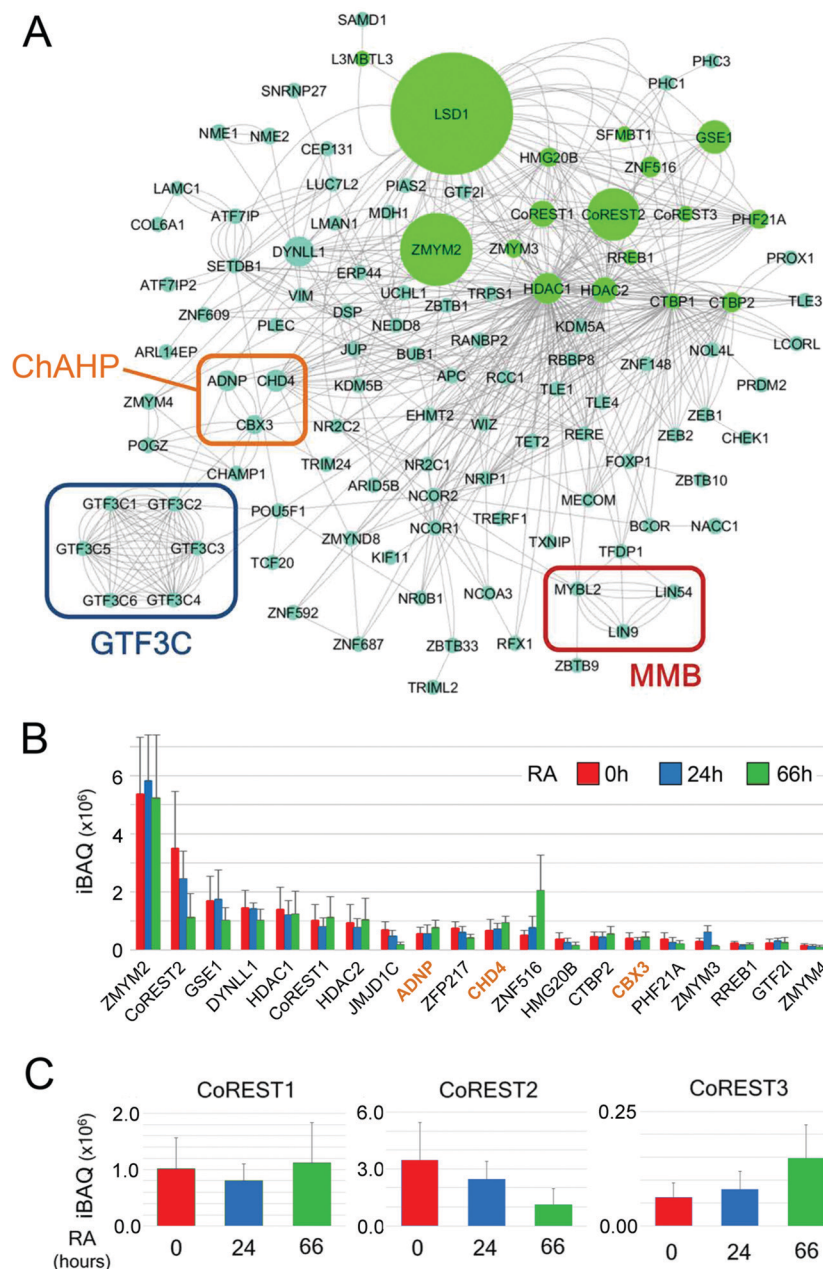 A
SAMD1
L3MBTL3
PHC3
PHC1
SNRNP27
LSD1
NME1
NME2
SFMBT1
GSE1
CEP131
HMG20B
ZNF516
LAMC1
LUC7L2
PIAS2
GTF2I
COL6A1
ATF7IP
LMAN1
MDH1
CoREST1
CoREST2
CoREST3
PHF21A
DYNLL1
ZMYM2
ZMYM3
RREB1
SETDB1
ERP44
PROX1
ATF7IP2
VIM
UCHL1
ZBTB1
TRPS1
HDAC1
HDAC2
CTBP1
CTBP2
TLE3
ZNF609
DSP
NEDD8
PLEC
KDM5A
RANBP2
LCORL
ARL14EP
JUP
BUB1
RBBP8
ZNF148
NOL4L
ChAHP
ADNP
CHD4
KDM5B
APC
RCC1
TLE1
PRDM2
ZMYM4
TLE4
CBX3
NR2C2
EHMT2
WIZ
RERE
ZEB1
ZEB2
CHEK1
POGZ
TET2
CHAMP1
TRIM24
NR2C1
FOXP1
ARID5B
NRIP1
ZBTB10
GTF3C1
GTF3C2
POU5F1
NCOR2
MECOM
NCOR1
TRERF1
BCOR
NACC1
GTF3C5
GTF3C3
ZMYND8
TXNIP
TFDP1
TCF20
KIF11
GTF3C6
GTF3C4
NR0B1
NCOA3
MYBL2
LIN54
ZNF592
LIN9
GTF3C
ZNF687
ZBTB33
RFX1
ZBTB9
MMB
TRIML2
B
RA 0h 24h 66h
iBAQ (x10⁶)
6
4
2
0
ZMYM2
CoREST2
GSE1
DYNLL1
HDAC1
CoREST1
HDAC2
JMJD1C
ADNP
ZFP217
CHD4
ZNF516
HMG20B
CTBP2
CBX3
PHF21A
ZMYM3
RREB1
GTF2I
ZMYM4
C
CoREST1
CoREST2
CoREST3
iBAQ (x10⁶)
2.0
1.0
0.0
6.0
3.0
0.0
0.25
0.00
RA
(hours)
0 24 66
0 24 66
0 24 66